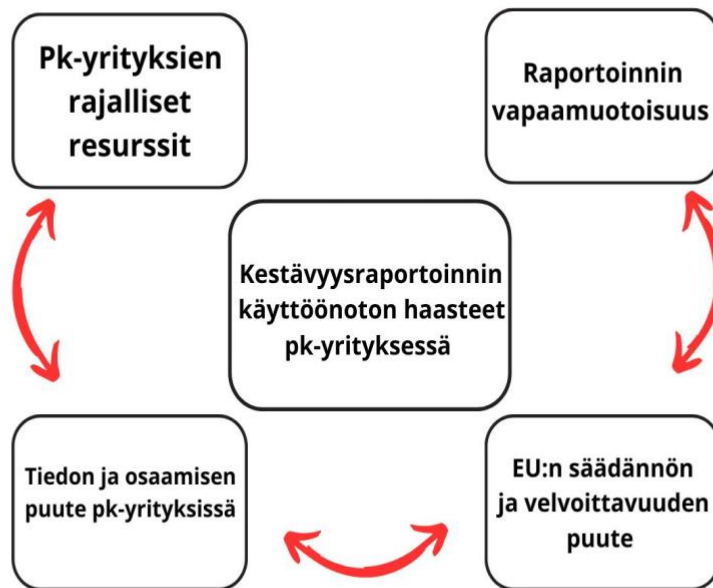 Pk-yrityksien
rajalliset
resurssit
Raportoinnin
vapaamuotoisuus
Kestävyysraportoinnin
käyttöönoton haasteet
pk-yrityksessä
Tiedon ja osaamisen
puute pk-yrityksissä
EU:n säädännön
ja velvoittavuuden
puute